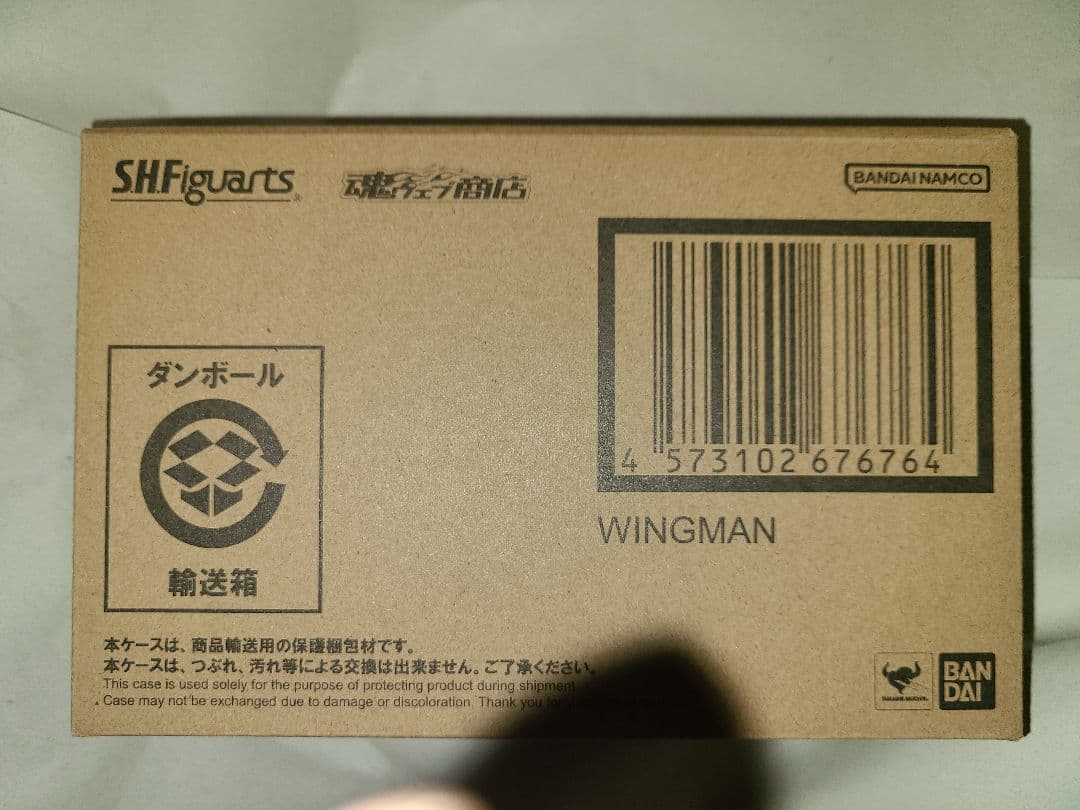 S.H.Figuarts
魂ウェブ商店
BANDAI NAMCO
4 573102 676764
WINGMAN
ダンボール
輸送箱
本ケースは、商品輸送用の保護梱包材です。
本ケースは、つぶれ、汚れ等による交換は出来ません。ご了承ください。
This case is used solely for the purpose of protecting product during shipment.
Case may not be exchanged due to damage or discoloration. Thank you for
TAMASHII NATIONS
BAN
DAI